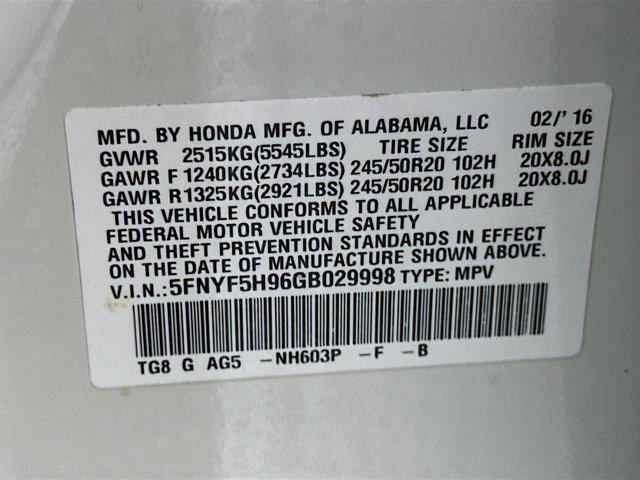 MFD. BY HONDA MFG. OF ALABAMA, LLC 02/' 16
GVWR 2515KG(5545LBS) TIRE SIZE RIM SIZE
GAWR F 1240KG(2734LBS) 245/50R20 102H 20X8.0J
GAWR R 1325KG(2921LBS) 245/50R20 102H 20X8.0J
THIS VEHICLE CONFORMS TO ALL APPLICABLE
FEDERAL MOTOR VEHICLE SAFETY
AND THEFT PREVENTION STANDARDS IN EFFECT
ON THE DATE OF MANUFACTURE SHOWN ABOVE.
V.I.N.:5FNYF5H96GB029998 TYPE: MPV
TG8 G AG5 -NH603P -F -B